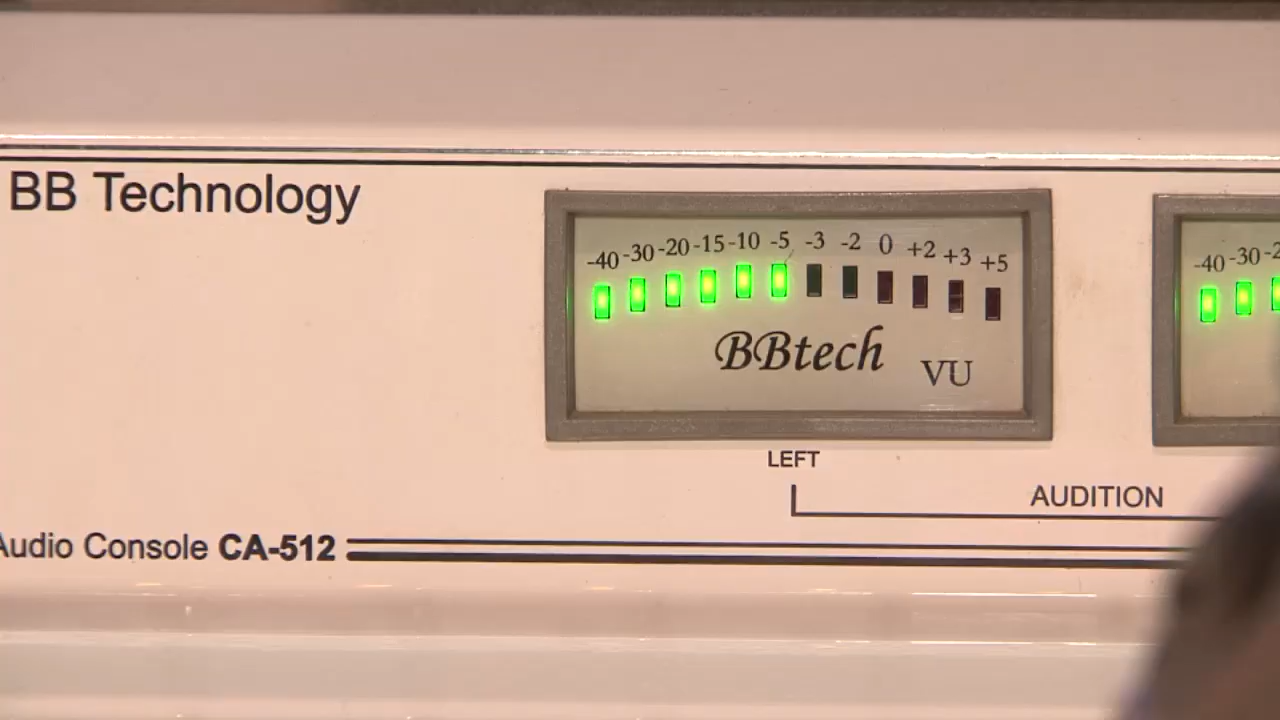 BB Technology
-40 -30 -20 -15 -10 -5 -3 -2 0 +2 +3 +5
BBtech
VU
LEFT
AUDITION
Audio Console CA-512
-40 -30